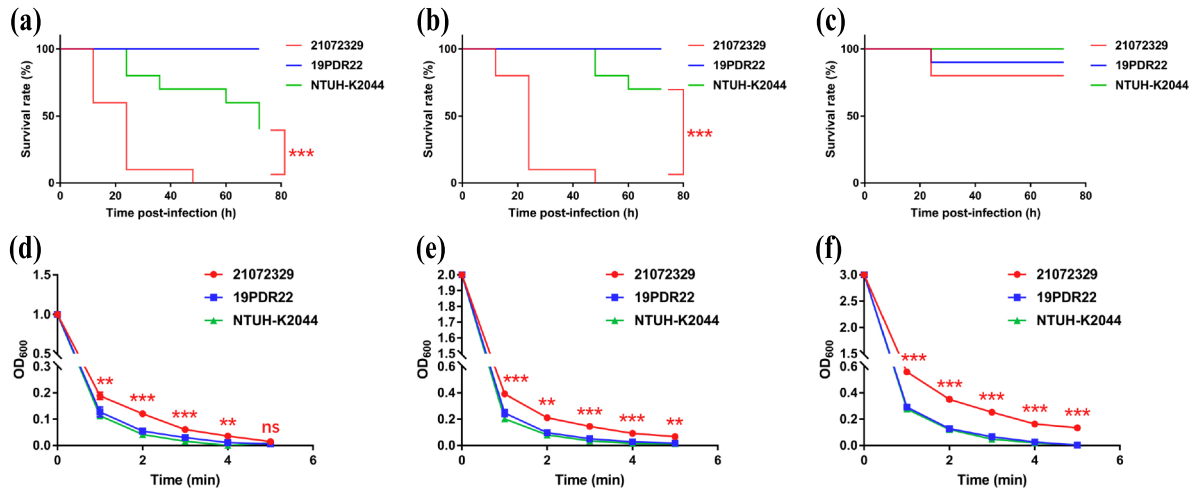 (a)
21072329
19PDR22
NTUH-K2044
Survival rate (%)
100
50
0
0 20 40 60 80
Time post-infection (h)
***
(b)
21072329
19PDR22
NTUH-K2044
Survival rate (%)
100
50
0
0 20 40 60 80
Time post-infection (h)
***
(c)
21072329
19PDR22
NTUH-K2044
Survival rate (%)
100
50
0
0 20 40 60 80
Time post-infection (h)
(d)
21072329
19PDR22
NTUH-K2044
OD600
1.5
1.0
0.5
0.3
0.2
0.1
0.0
** *** *** ** ns
0 2 4 6
Time (min)
(e)
21072329
19PDR22
NTUH-K2044
OD600
2.0
1.9
1.8
1.7
1.6
1.5
0.6
0.4
0.2
0.0
*** ** *** *** **
0 2 4 6
Time (min)
(f)
21072329
19PDR22
NTUH-K2044
OD600
3.0
2.5
2.0
1.5
0.6
0.4
0.2
0.0
*** *** *** *** ***
0 2 4 6
Time (min)